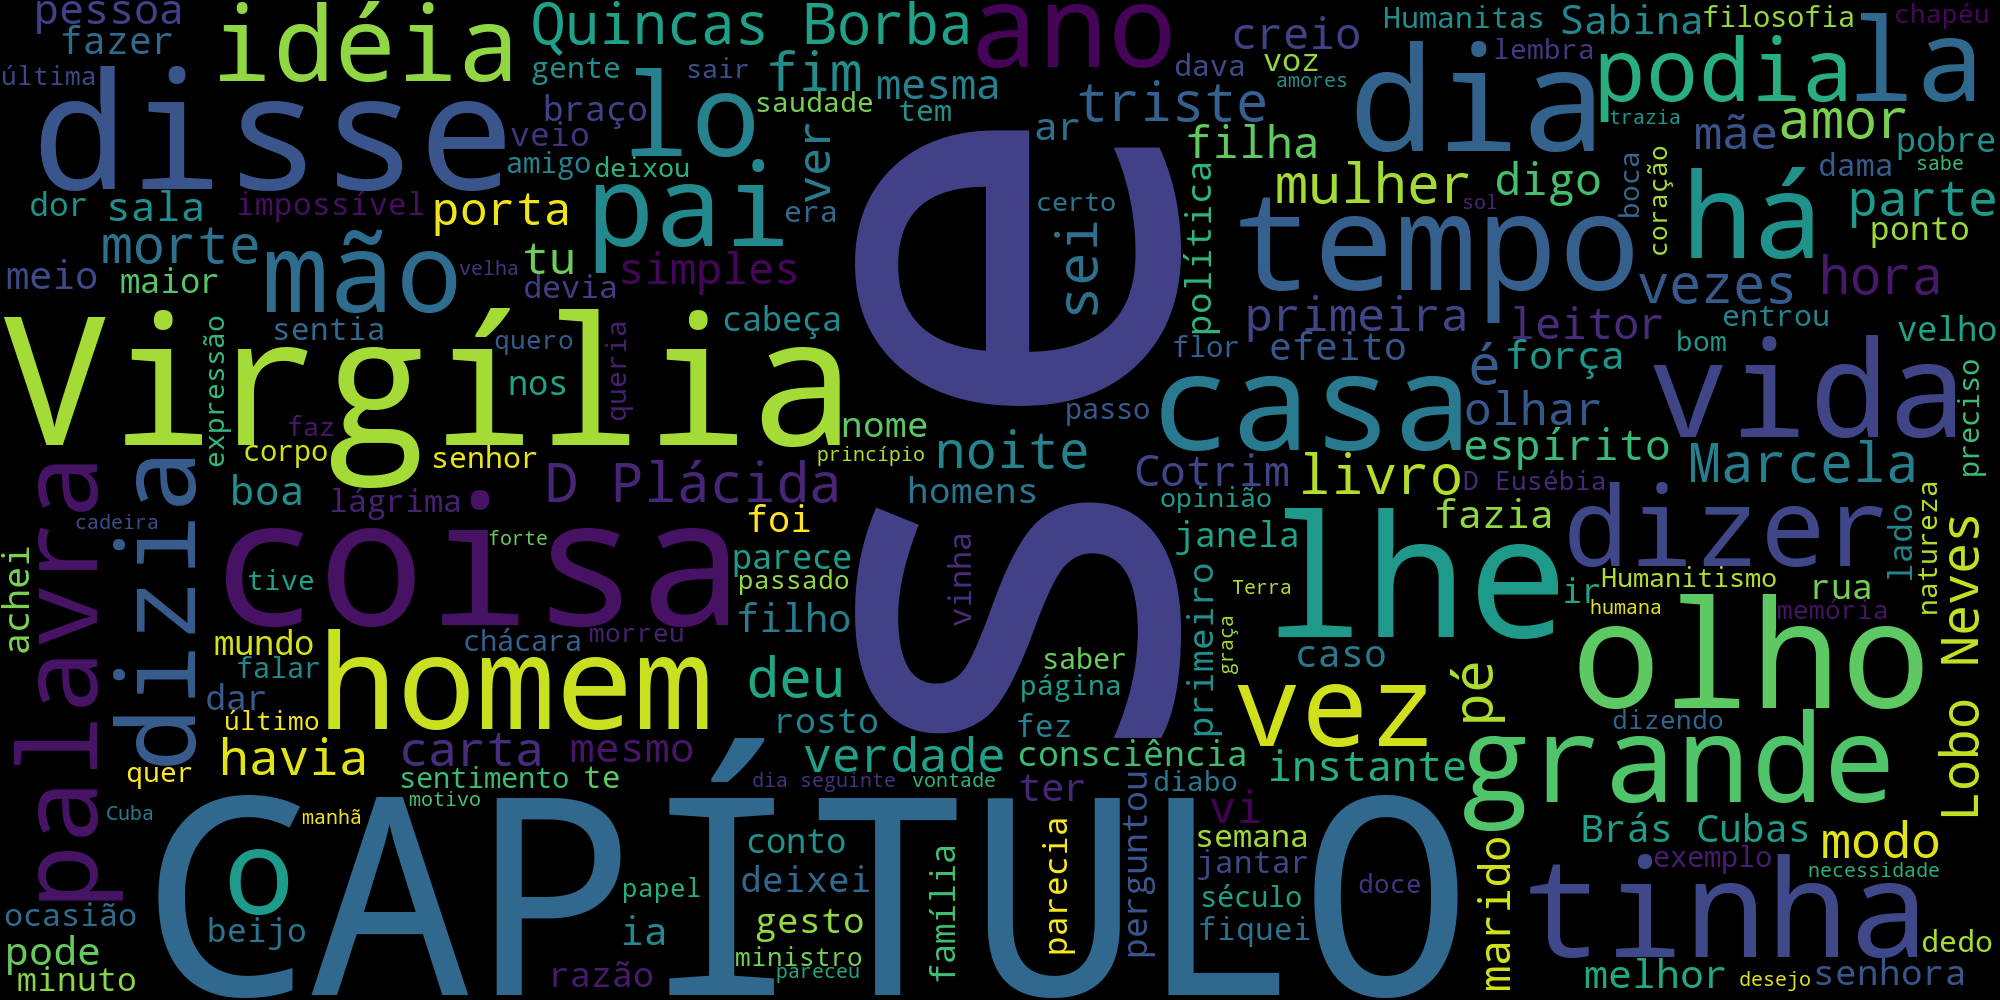 pessoa
idéia
Quincas Borba
ano
creio
Humanitas
Sabina
filosofia
chapéu
fazer
última
disse
gente
sair
lo
fim
mesma
dava
voz
amores
lembra
dia
podia
la
braço
saudade
tem
triste
trazia
mãe
amor
pobre
veio
ver
ar
filha
amigo
deixou
pai
política
mulher
digo
boca
coração
dama
sabe
dor
sala
impossível
porta
era
certo
sol
tempo
há
parte
ponto
morte
mão
tu
simples
sei
meio
maior
velha
devia
vezes
hora
sentia
cabeça
primeira
leitor
entrou
velho
Virgília
expressão
quero
queria
nos
se
flor
efeito
é
força
bom
vida
preciso
faz
corpo
senhor
nome
princípio
passo
casa
olhar
espírito
noite
palavra
dizia
boa
lágrima
D Plácida
homens
Cotrim
livro
D Eusébia
Marcela
cadeira
coisa
forte
foi
opinião
fazia
dizer
lado
natureza
Lobo Neves
achei
tive
parece
passado
vinha
janela
lhe
Terra
ir
Humanitismo
humana
rua
memória
mundo
chácara
morreu
filho
primeiro
graça
olho
falar
homem
deu
saber
caso
dar
página
vez
pé
último
rosto
fez
dizendo
havia
carta
mesmo
verdade
consciência
instante
grande
quer
sentimento
te
dia seguinte
vontade
ter
diabo
Cuba
manhã
motivo
perguntou
vi
Brás Cubas
modo
CAPÍTULO
o
conto
parecia
semana
marido
exemplo
necessidade
papel
deixei
família
jantar
doce
tinha
ocasião
beijo
ia
gesto
século
fiquei
dedo
pode
ministro
minuto
razão
pareceu
melhor
desejo
senhora